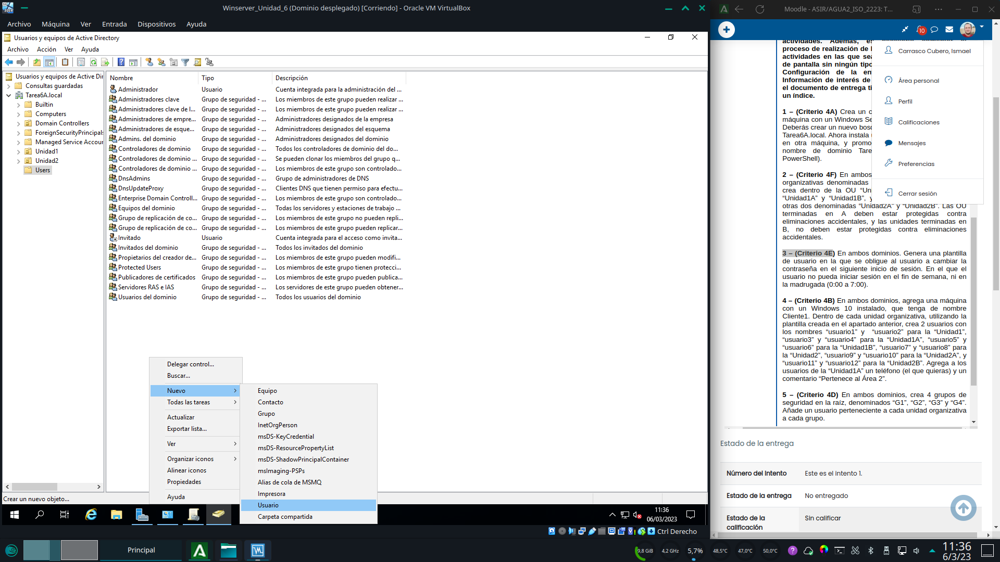 Winserver_Unidad_6 (Dominio desplegado) [Corriendo] - Oracle VM VirtualBox
Archivo Máquina Ver Entrada Dispositivos Ayuda
Usuarios y equipos de Active Directory
Archivo Acción Ver Ayuda
Usuarios y equipos de Active Dir
Consultas guardadas
Tarea6A.local
Builtin
Computers
Domain Controllers
ForeignSecurityPrincipals
Managed Service Accour
Unidad1
Unidad2
Users
Nombre Tipo Descripción
Administrador Usuario Cuenta integrada para la administración del ...
Administradores clave Grupo de seguridad - ... Los miembros de este grupo pueden realizar ...
Administradores clave de l... Grupo de seguridad - ... Los miembros de este grupo pueden realizar ...
Administradores de empre... Grupo de seguridad - ... Administradores designados de la empresa
Administradores de esque... Grupo de seguridad - ... Administradores designados del esquema
Admins. del dominio Grupo de seguridad - ... Administradores designados del dominio
Controladores de dominio Grupo de seguridad - ... Todos los controladores de dominio del do...
Controladores de dominio ... Grupo de seguridad - ... Se pueden clonar los miembros del grupo q...
Controladores de dominio ... Grupo de seguridad - ... Los miembros de este grupo son controlado...
DnsAdmins Grupo de seguridad - ... Grupo de administradores de DNS
DnsUpdateProxy Grupo de seguridad - ... Clientes DNS que tienen permiso para efectu...
Enterprise Domain Controll... Grupo de seguridad - ... Los miembros de este grupo son controlado...
Equipos del dominio Grupo de seguridad - ... Todas los servidores y estaciones de trabajo ...
Grupo de replicación de co... Grupo de seguridad - ... Los miembros de este grupo no pueden repli...
Grupo de replicación de co... Grupo de seguridad - ... Los miembros de este grupo pueden replicar...
Invitado Usuario Cuenta integrada para el acceso como invita...
Invitados del dominio Grupo de seguridad - ... Todos los invitados del dominio
Propietarios del creador de... Grupo de seguridad - ... Los miembros de este grupo pueden modifi...
Protected Users Grupo de seguridad - ... Los miembros de este grupo tienen protecci...
Publicadores de certificados Grupo de seguridad - ... Los miembros de este grupo pueden publica...
Servidores RAS e IAS Grupo de seguridad - ... Los servidores de este grupo pueden obtener...
Usuarios del dominio Grupo de seguridad - ... Todos los usuarios del dominio
Delegar control...
Buscar...
Nuevo
Todas las tareas
Actualizar
Exportar lista...
Ver
Organizar iconos
Alinear iconos
Propiedades
Ayuda
Equipo
Contacto
Grupo
InetOrgPerson
msDS-KeyCredential
msDS-ResourcePropertyList
msDS-ShadowPrincipalContainer
msImaging-PSPs
Alias de cola de MSMQ
Impresora
Usuario
Carpeta compartida
Crear un nuevo objeto...
11:36
06/03/2023
Ctrl Derecho
Moodle - ASIR/AGUA2_ISO_2223: T...
10
Carrasco Cubero, Ismael
Área personal
Perfil
Calificaciones
Mensajes
Preferencias
Cerrar sesión
proceso de realización de l
actividades en las que sea
de pantalla sin ningún tipo
Configuración de la en
Información de interés de
el documento de entrega ti
un índice.
1 – (Criterio 4A) Crea un c
máquina con un Windows Se
Deberás crear un nuevo bosq
Tarea6A.local. Ahora instala u
en otra máquina, y promo
nombre de dominio Tare
PowerShell).
2 – (Criterio 4F) En ambos
organizativas denominadas
crea dentro de la OU “Un
“Unidad1A” y “Unidad1B”, y
otras dos denominadas “Unidad2A” y “Unidad2B”. Las OU
terminadas en A deben estar protegidas contra
eliminaciones accidentales, y las unidades terminadas en
B, no deben estar protegidas contra eliminaciones
accidentales.
3 – (Criterio 4E) En ambos dominios. Genera una plantilla
de usuario en la que se obligue al usuario a cambiar la
contraseña en el siguiente inicio de sesión. En el que el
usuario no pueda iniciar sesión en el fin de semana, ni en
la madrugada (0:00 a 7:00).
4 – (Criterio 4B) En ambos dominios, agrega una máquina
con un Windows 10 instalado, que tenga de nombre
Cliente1. Dentro de cada unidad organizativa, utilizando la
plantilla creada en el apartado anterior, crea 2 usuarios con
los nombres “usuario1” y “usuario2” para la “Unidad1”,
“usuario3” y “usuario4” para la “Unidad1A”, “usuario5” y
“usuario6” para la “Unidad1B”, “usuario7” y “usuario8” para
la “Unidad2”, “usuario9” y “usuario10” para la “Unidad2A”, y
“usuario11” y “usuario12” para la “Unidad2B”. Agrega a los
usuarios de la “Unidad1A” un teléfono (el que quieras) y un
comentario “Pertenece al Área 2”.
5 – (Criterio 4D) En ambos dominios, crea 4 grupos de
seguridad en la raíz, denominados “G1”, “G2”, “G3” y “G4”.
Añade un usuario perteneciente a cada unidad organizativa
a cada grupo.
Estado de la entrega
Número del intento Este es el intento 1.
Estado de la entrega No entregado
Estado de la calificación Sin calificar
Principal
9,8 GiB 4,2 GHz 5,7% 48,5°C 47,0°C 50,0°C
11:36
6/3/23